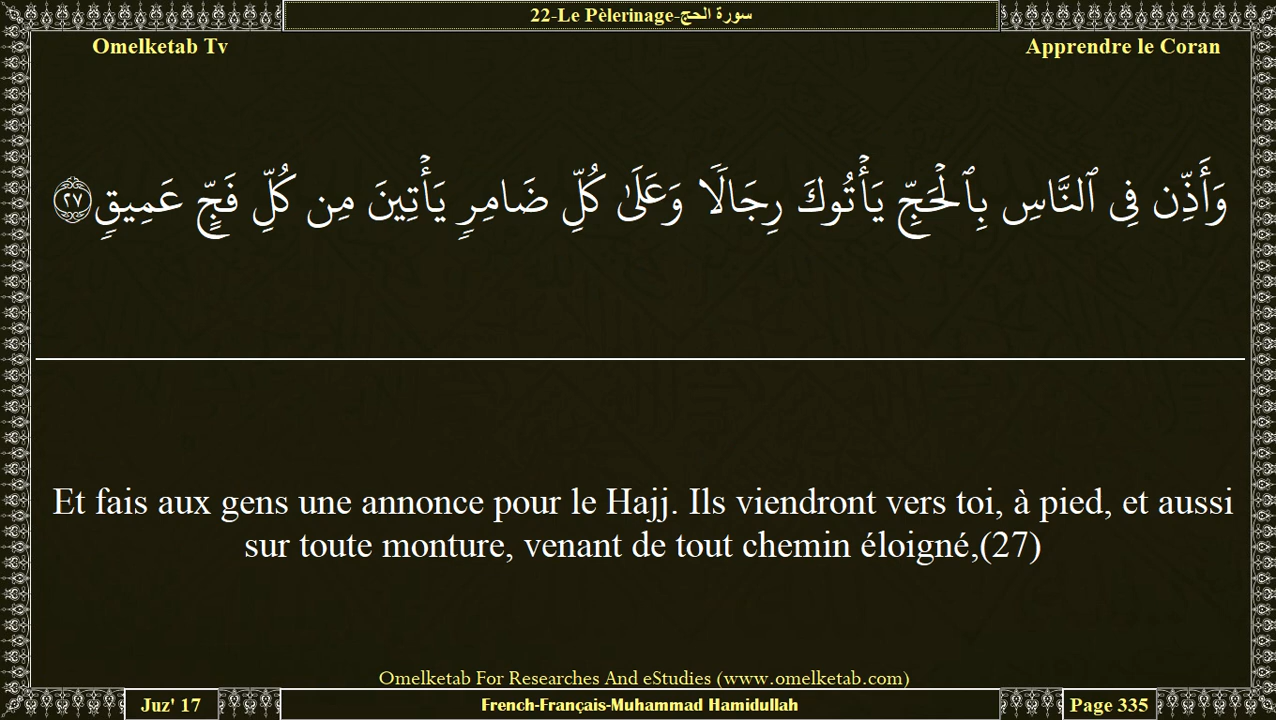 22-Le Pèlerinage-سورة الحج
Omelketab Tv
Apprendre le Coran
وَأَذِّن فِى ٱلنَّاسِ بِٱلْحَجِّ يَأْتُوكَ رِجَالًا وَعَلَىٰ كُلِّ ضَامِرٍ يَأْتِينَ مِن كُلِّ فَجٍّ عَمِيقٍ ٢٧
Et fais aux gens une annonce pour le Hajj. Ils viendront vers toi, à pied, et aussi
sur toute monture, venant de tout chemin éloigné,(27)
Omelketab For Researches And eStudies (www.omelketab.com)
Juz' 17
French-Français-Muhammad Hamidullah
Page 335